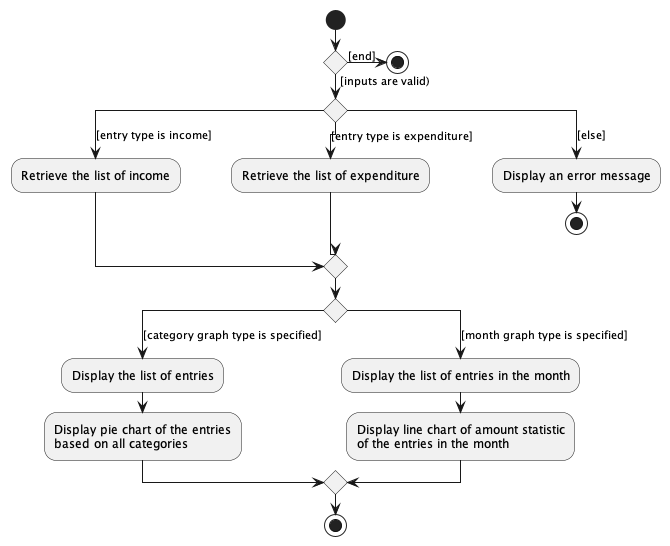 [end]
[inputs are valid)
[entry type is income]
[entry type is expenditure]
[else]
Retrieve the list of income
Retrieve the list of expenditure
Display an error message
[category graph type is specified]
[month graph type is specified]
Display the list of entries
Display the list of entries in the month
Display pie chart of the entries
based on all categories
Display line chart of amount statistic
of the entries in the month